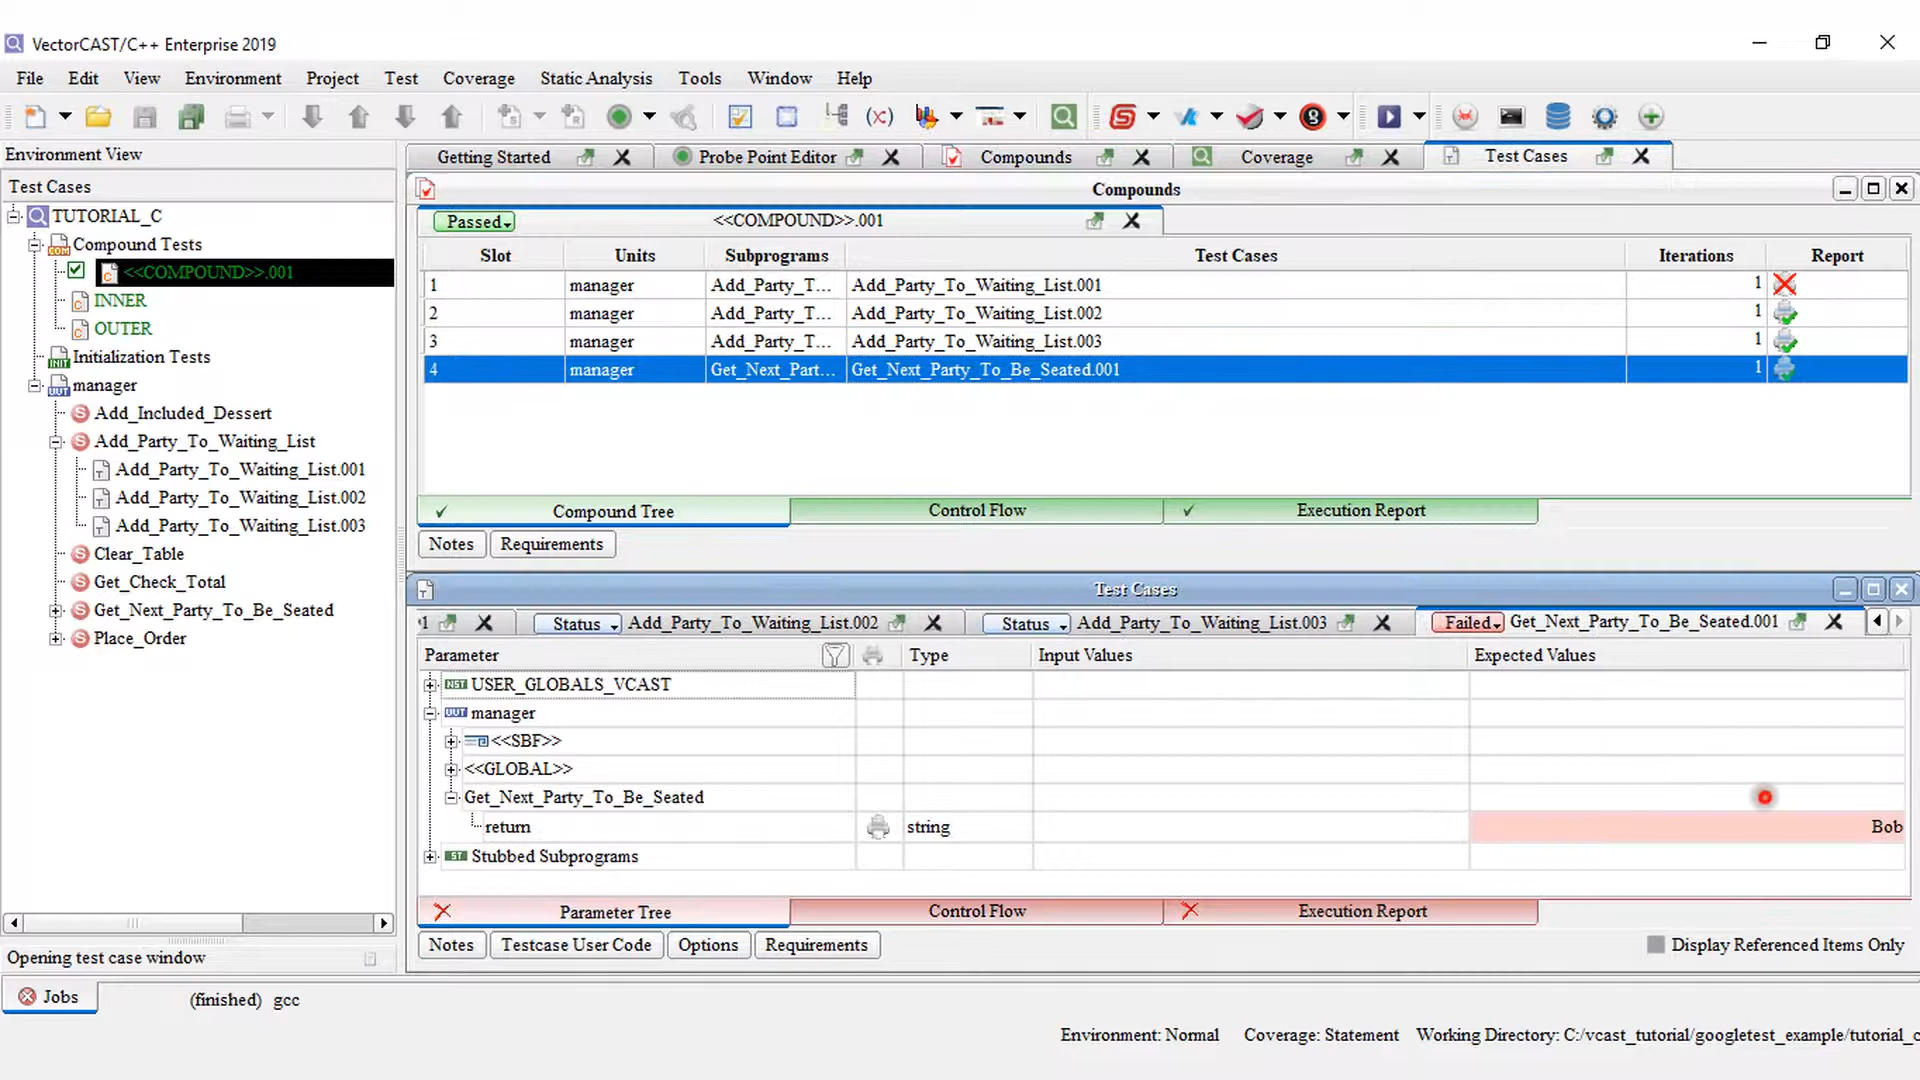 VectorCAST/C++ Enterprise 2019
File Edit View Environment Project Test Coverage Static Analysis Tools Window Help
Environment View
Getting Started Probe Point Editor Compounds Coverage Test Cases
Test Cases
Compounds
TUTORIAL_C
Passed <<COMPOUND>>.001
Compound Tests
Slot Units Subprograms Test Cases Iterations Report
<<COMPOUND>>.001
1 manager Add_Party_T... Add_Party_To_Waiting_List.001 1
INNER
2 manager Add_Party_T... Add_Party_To_Waiting_List.002 1
OUTER
3 manager Add_Party_T... Add_Party_To_Waiting_List.003 1
Initialization Tests
4 manager Get_Next_Part... Get_Next_Party_To_Be_Seated.001 1
manager
Add_Included_Dessert
Add_Party_To_Waiting_List
Add_Party_To_Waiting_List.001
Add_Party_To_Waiting_List.002
Add_Party_To_Waiting_List.003
Clear_Table
Get_Check_Total
Get_Next_Party_To_Be_Seated
Place_Order
Compound Tree Control Flow Execution Report
Notes Requirements
Test Cases
1 Status Add_Party_To_Waiting_List.002 Status Add_Party_To_Waiting_List.003 Failed Get_Next_Party_To_Be_Seated.001
Parameter Type Input Values Expected Values
NST USER_GLOBALS_VCAST
UUT manager
<<SBF>>
<<GLOBAL>>
Get_Next_Party_To_Be_Seated
return string Bob
ST Stubbed Subprograms
Parameter Tree Control Flow Execution Report
Notes Testcase User Code Options Requirements Display Referenced Items Only
Opening test case window
Jobs (finished) gcc
Environment: Normal Coverage: Statement Working Directory: C:/vcast_tutorial/googletest_example/tutorial_c